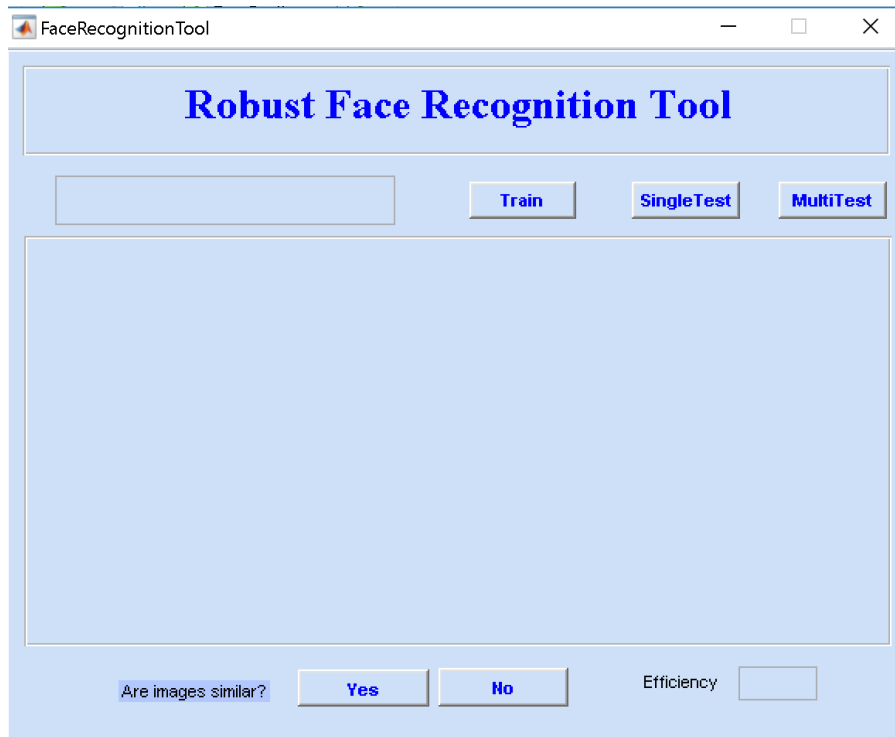 FaceRecognitionTool
Robust Face Recognition Tool
Train SingleTest MultiTest
Are images similar? Yes No Efficiency